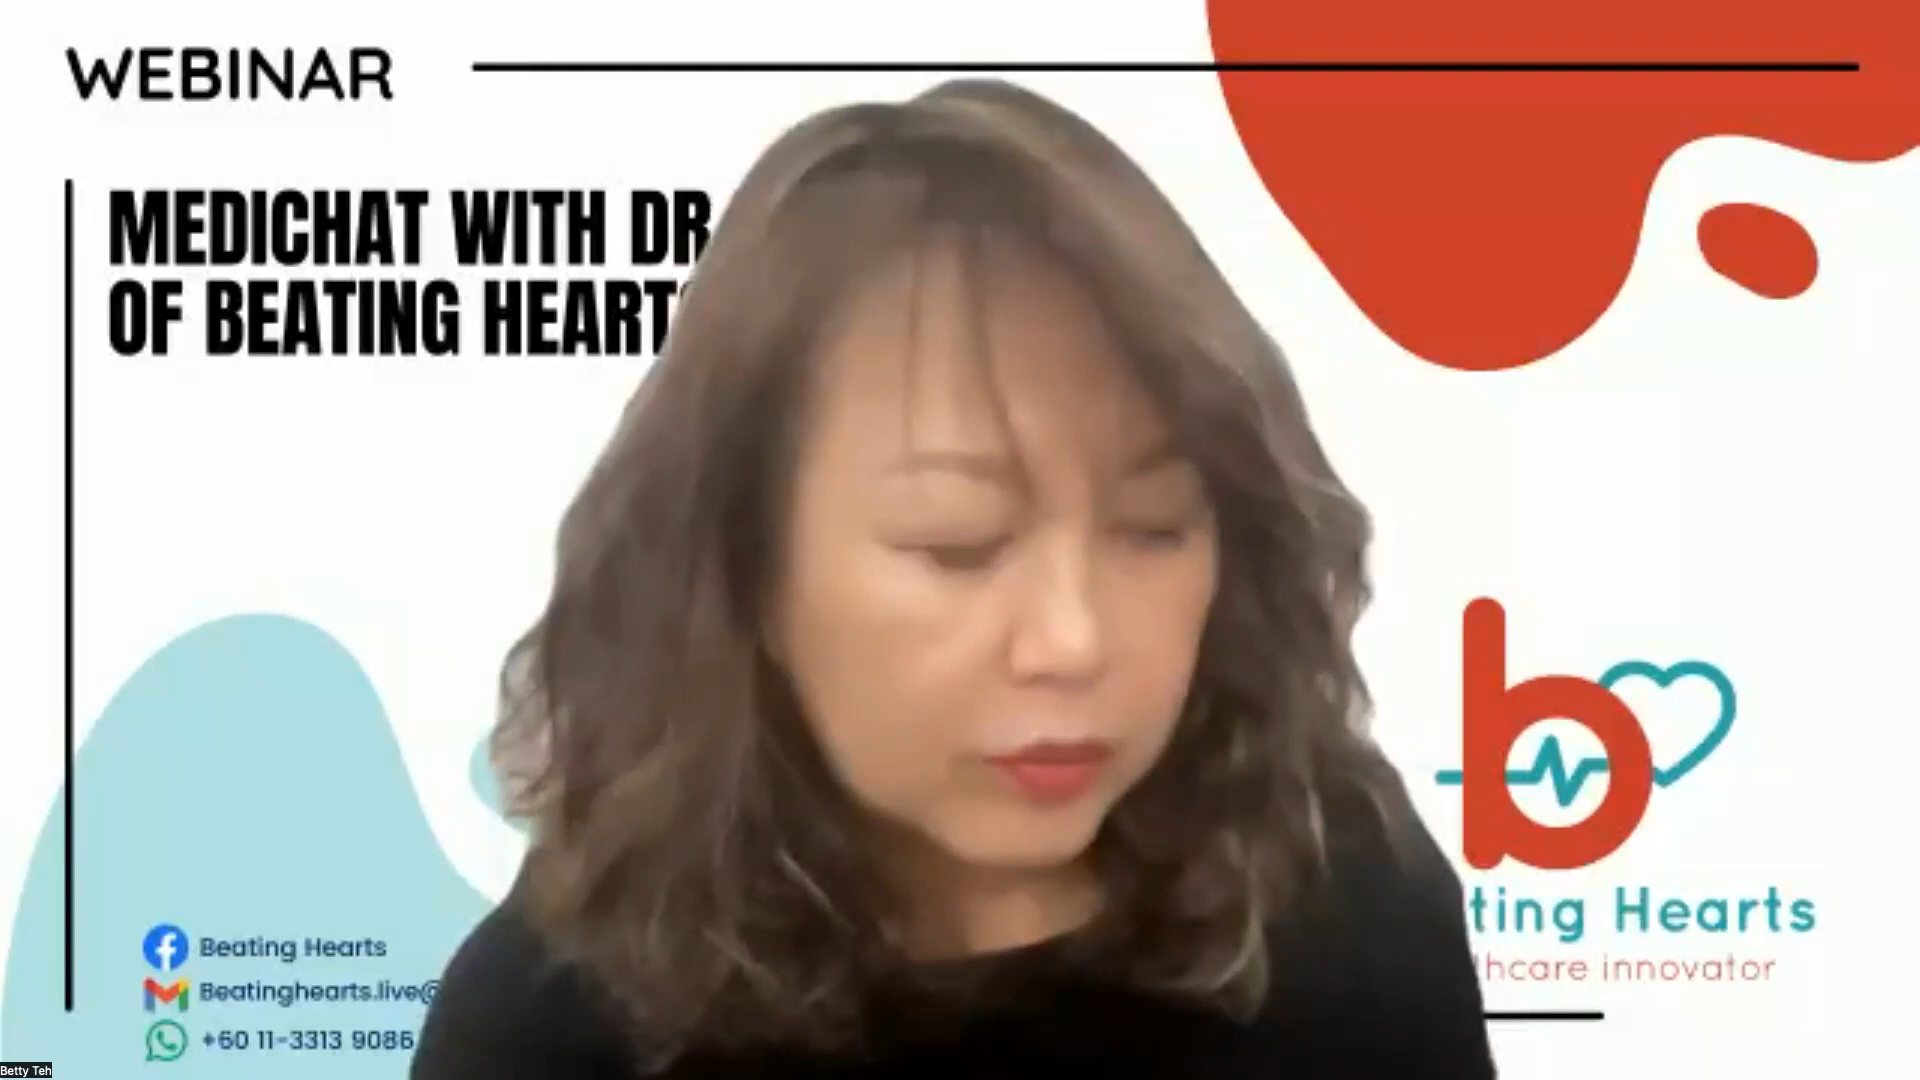 WEBINAR
MEDICHAT WITH DR
OF BEATING HEARTS
Beating Hearts
Beatinghearts.live@
+60 11-3313 9086
b
ting Hearts
hcare innovator
Betty Teh